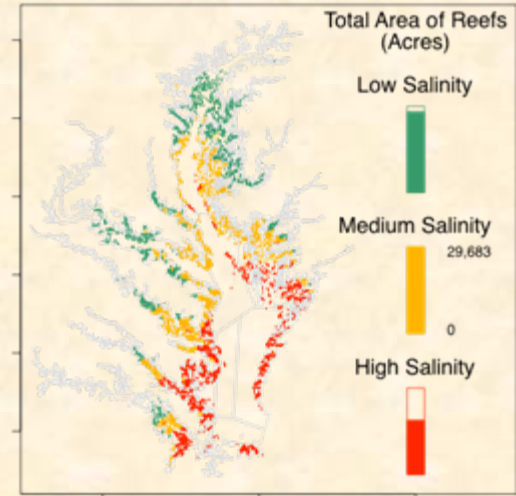 Total Area of Reefs
(Acres)
Low Salinity
Medium Salinity
29,683
0
High Salinity